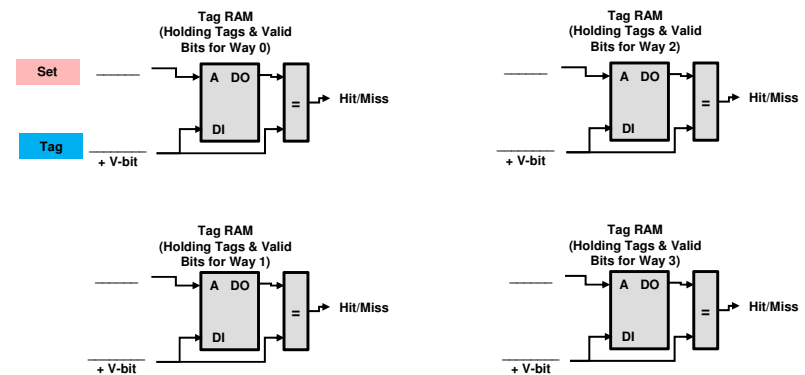 Tag RAM
(Holding Tags & Valid
Bits for Way 0)
Set
A DO
=
Hit/Miss
DI
Tag
+ V-bit
Tag RAM
(Holding Tags & Valid
Bits for Way 2)
A DO
=
Hit/Miss
DI
+ V-bit
Tag RAM
(Holding Tags & Valid
Bits for Way 1)
A DO
=
Hit/Miss
DI
+ V-bit
Tag RAM
(Holding Tags & Valid
Bits for Way 3)
A DO
=
Hit/Miss
DI
+ V-bit